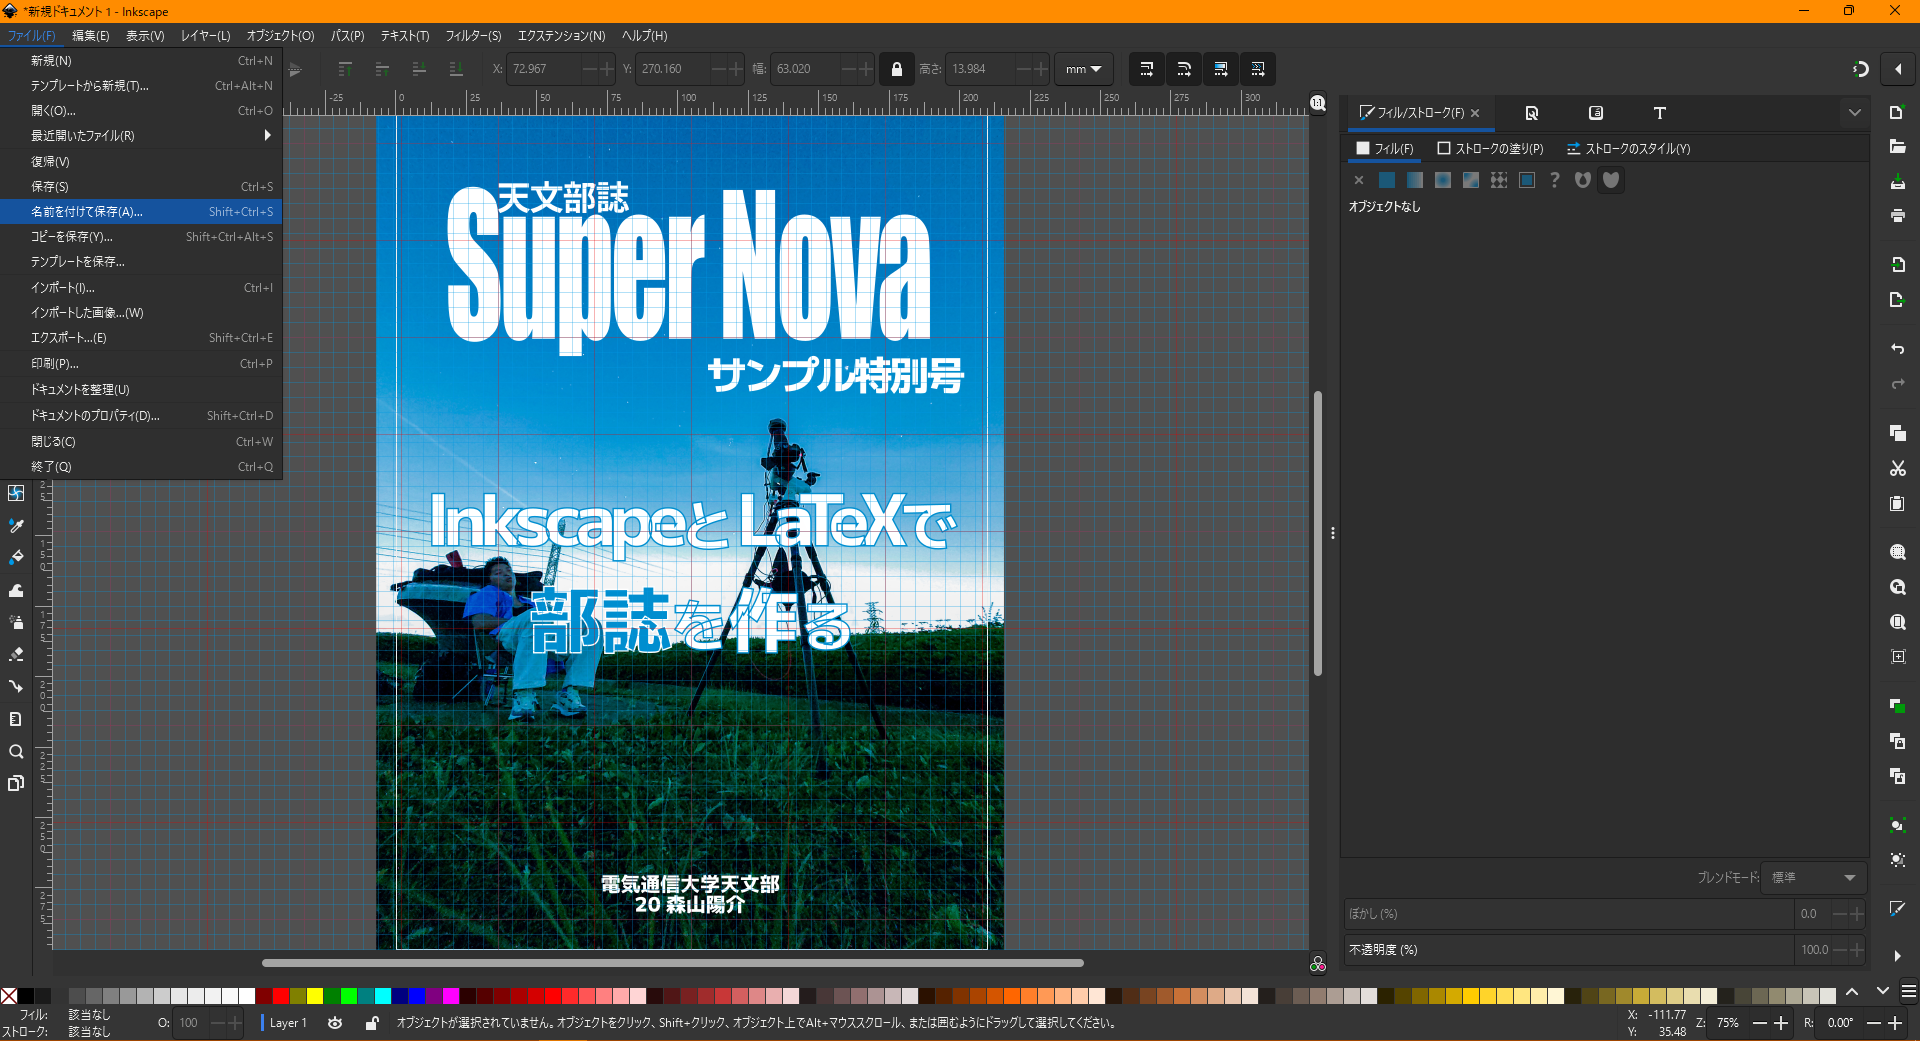 *新規ドキュメント 1 - Inkscape
ファイル(F) 編集(E) 表示(V) レイヤー(L) オブジェクト(O) パス(P) テキスト(T) フィルター(S) エクステンション(N) ヘルプ(H)
新規(N) Ctrl+N
テンプレートから新規(T)... Ctrl+Alt+N
開く(O)... Ctrl+O
最近開いたファイル(R)
復帰(V)
保存(S) Ctrl+S
名前を付けて保存(A)... Shift+Ctrl+S
コピーを保存(Y)... Shift+Ctrl+Alt+S
テンプレートを保存...
インポート(I)... Ctrl+I
インポートした画像...(W)
エクスポート...(E) Shift+Ctrl+E
印刷(P)... Ctrl+P
ドキュメントを整理(U)
ドキュメントのプロパティ(D)... Shift+Ctrl+D
閉じる(C) Ctrl+W
終了(Q) Ctrl+Q
X: 72.967 Y: 270.160 幅: 63.020 高さ: 13.984 mm
-25 0 25 50 75 100 125 150 175 200 225 250 275 300
1:1
天文部誌
Super Nova
サンプル特別号
InkscapeとLaTeXで
部誌を作る
電気通信大学天文部
20 森山陽介
フィル/ストローク(F)
フィル(F) ストロークの塗り(P) ストロークのスタイル(Y)
オブジェクトなし
ブレンドモード: 標準
ぼかし (%) 0.0
不透明度 (%) 100.0
フィル: 該当なし
ストローク: 該当なし
O: 100
Layer 1
オブジェクトが選択されていません。オブジェクトをクリック、Shift+クリック、オブジェクト上でAlt+マウススクロール、または囲むようにドラッグして選択してください。
X: -111.77
Y: 35.48
Z: 75%
R: 0.00°